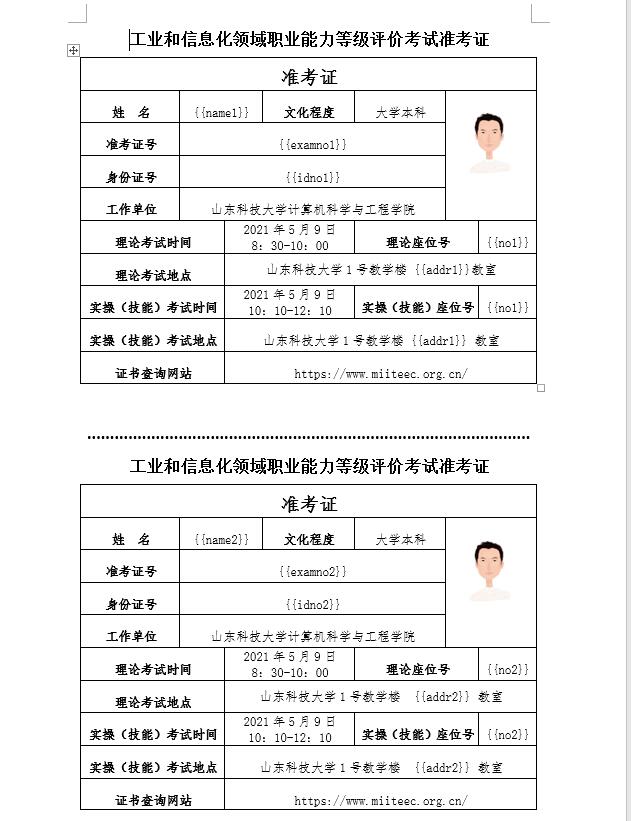 工业和信息化领域职业能力等级评价考试准考证
准考证
姓 名 {{name1}} 文化程度 大学本科
准考证号 {{examno1}}
身份证号 {{idno1}}
工作单位 山东科技大学计算机科学与工程学院
理论考试时间 2021年5月9日
8：30-10：00 理论座位号 {{no1}}
理论考试地点 山东科技大学1号教学楼 {{addr1}}教室
实操（技能）考试时间 2021年5月9日
10：10-12：10 实操（技能）座位号 {{no1}}
实操（技能）考试地点 山东科技大学1号教学楼 {{addr1}} 教室
证书查询网站 https://www.miiteec.org.cn/
工业和信息化领域职业能力等级评价考试准考证
准考证
姓 名 {{name2}} 文化程度 大学本科
准考证号 {{examno2}}
身份证号 {{idno2}}
工作单位 山东科技大学计算机科学与工程学院
理论考试时间 2021年5月9日
8：30-10：00 理论座位号 {{no2}}
理论考试地点 山东科技大学1号教学楼 {{addr2}} 教室
实操（技能）考试时间 2021年5月9日
10：10-12：10 实操（技能）座位号 {{no2}}
实操（技能）考试地点 山东科技大学1号教学楼 {{addr2}} 教室
证书查询网站 https://www.miiteec.org.cn/